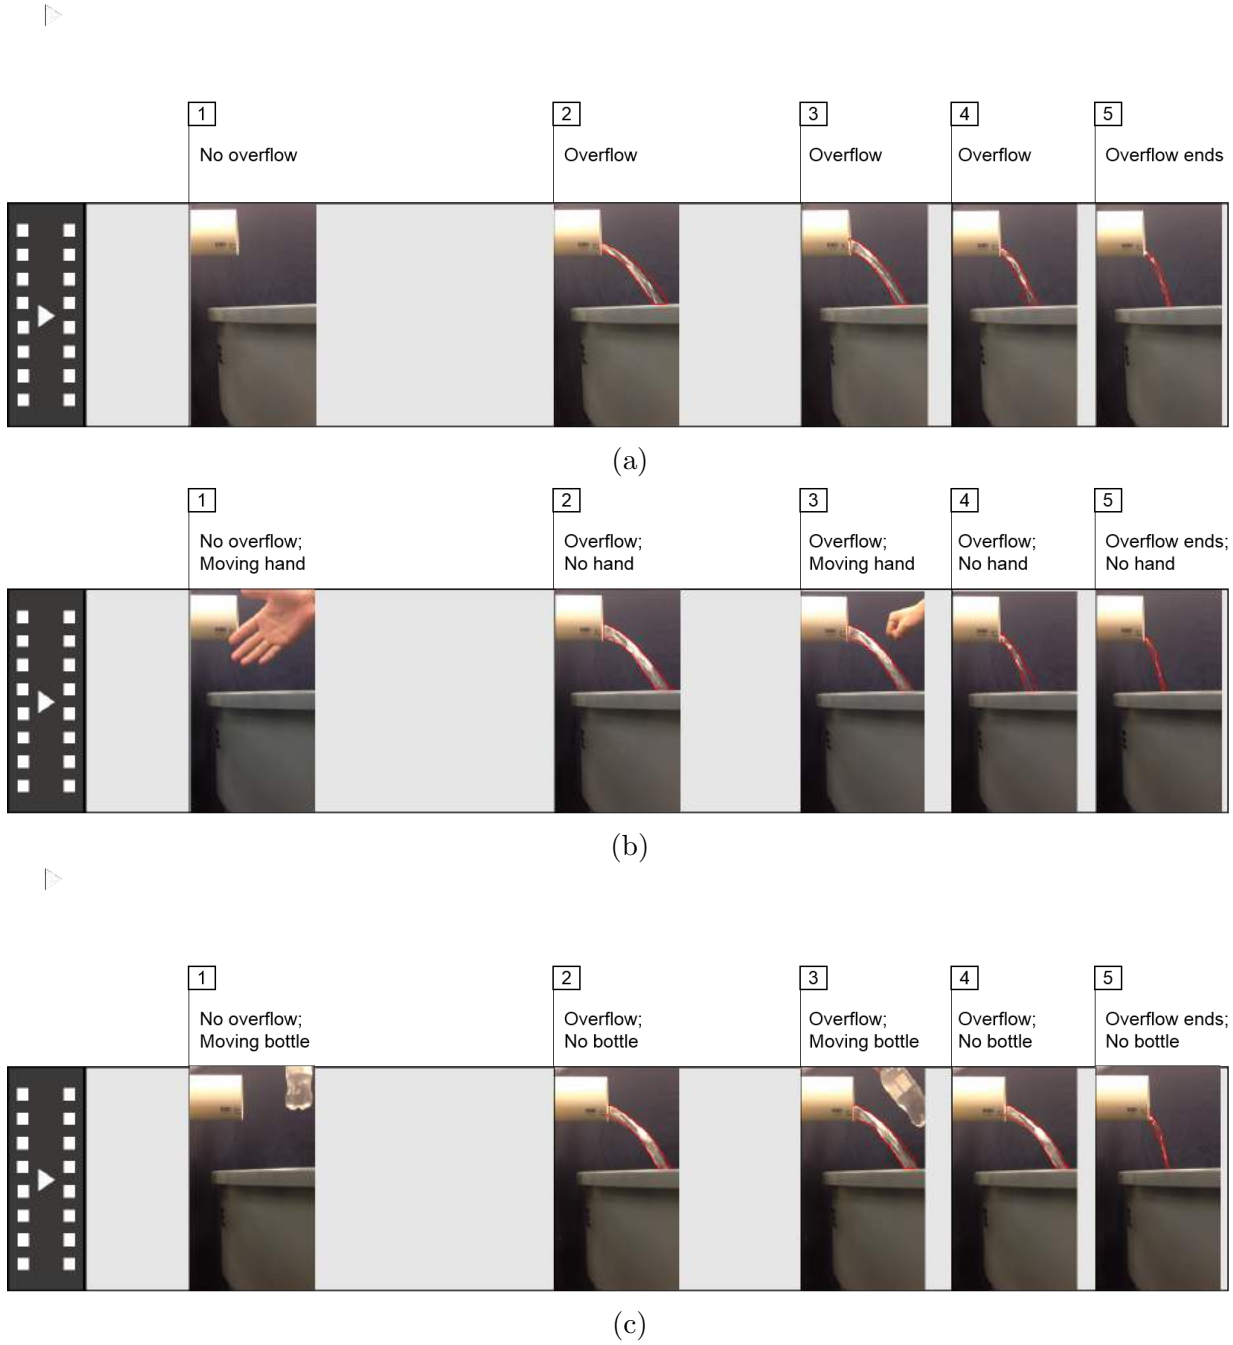 1 2 3 4 5
No overflow Overflow Overflow Overflow Overflow ends
(a)
1 2 3 4 5
No overflow; Overflow; Overflow; Overflow; Overflow ends;
Moving hand No hand Moving hand No hand No hand
(b)
1 2 3 4 5
No overflow; Overflow; Overflow; Overflow; Overflow ends;
Moving bottle No bottle Moving bottle No bottle No bottle
(c)